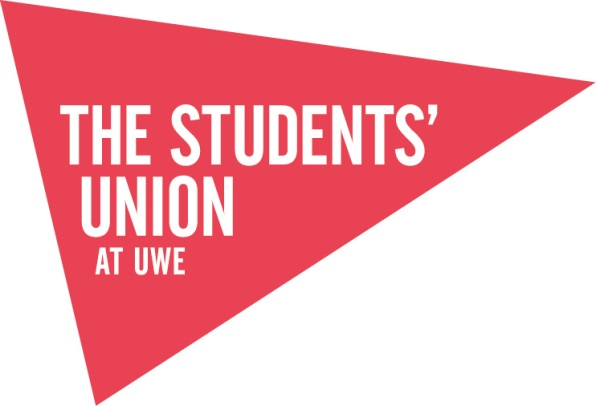 THE STUDENTS’
UNION
AT UWE